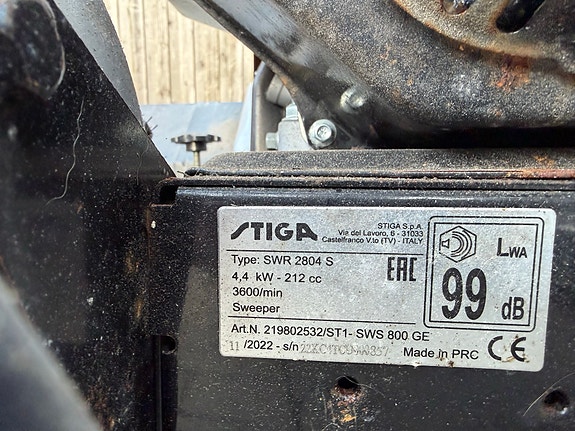 STIGA
STIGA S.p.A.
Via del Lavoro, 6 - 31033
Castelfranco V.to (TV) - ITALY
Type: SWR 2804 S
4,4 kW - 212 cc
3600/min
Sweeper
EAC
LWA
99 dB
Art.N. 219802532/ST1- SWS 800 GE
11 /2022 - s/n
Made in PRC CE